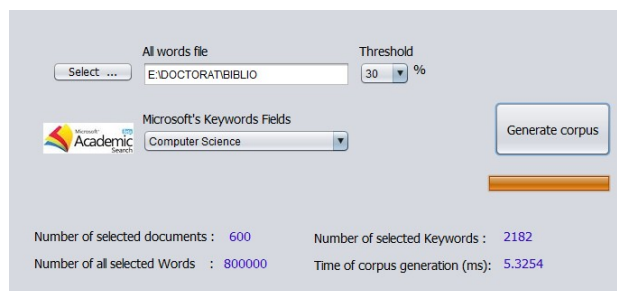 All words file
Threshold
Select ...
E:\DOCTORAT\BIBLIO
30
%
Microsoft's Keywords Fields
Microsoft
Academic
Search
Computer Science
Generate corpus
Number of selected documents : 600
Number of selected Keywords : 2182
Number of all selected Words : 800000
Time of corpus generation (ms): 5.3254